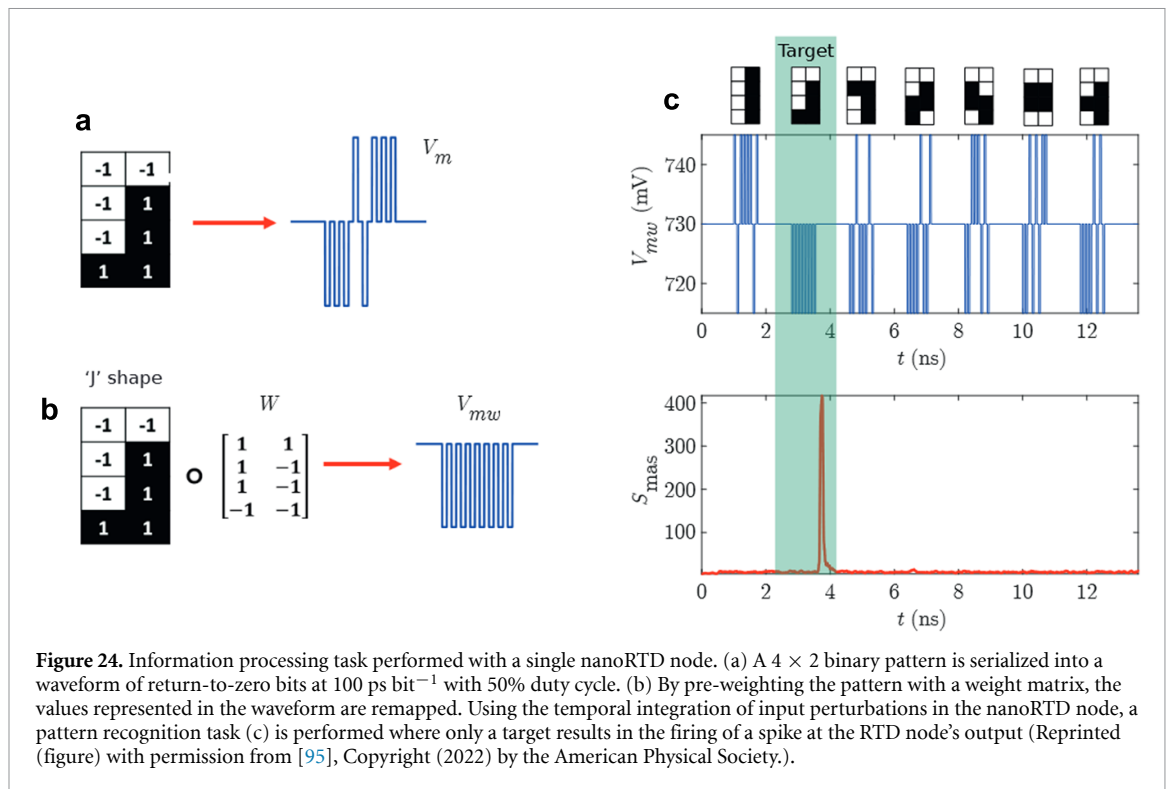 a
-1 -1
-1 1
-1 1
1 1
V_m
b
'J' shape
-1 -1
-1 1
-1 1
1 1
W
1 1
1 −1
1 −1
−1 −1
V_mw
c
Target
V_mw (mV)
740
730
720
0 2 4 6 8 10 12
t (ns)
S_mas
400
300
200
100
0 2 4 6 8 10 12
t (ns)
Figure 24. Information processing task performed with a single nanoRTD node. (a) A 4 × 2 binary pattern is serialized into a
waveform of return-to-zero bits at 100 ps bit⁻¹ with 50% duty cycle. (b) By pre-weighting the pattern with a weight matrix, the
values represented in the waveform are remapped. Using the temporal integration of input perturbations in the nanoRTD node, a
pattern recognition task (c) is performed where only a target results in the firing of a spike at the RTD node's output (Reprinted
(figure) with permission from [95], Copyright (2022) by the American Physical Society.).